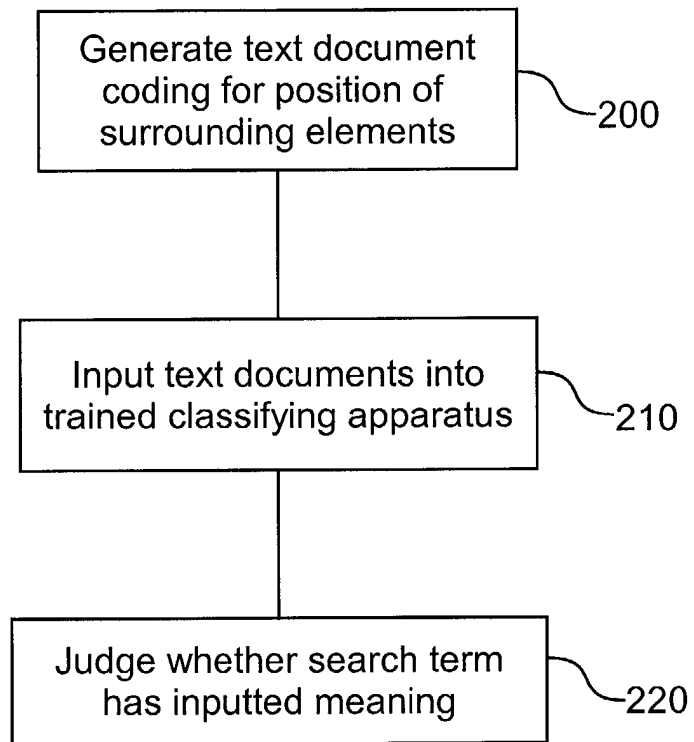 Generate text document
coding for position of
surrounding elements
200
Input text documents into
trained classifying apparatus
210
Judge whether search term
has inputted meaning
220